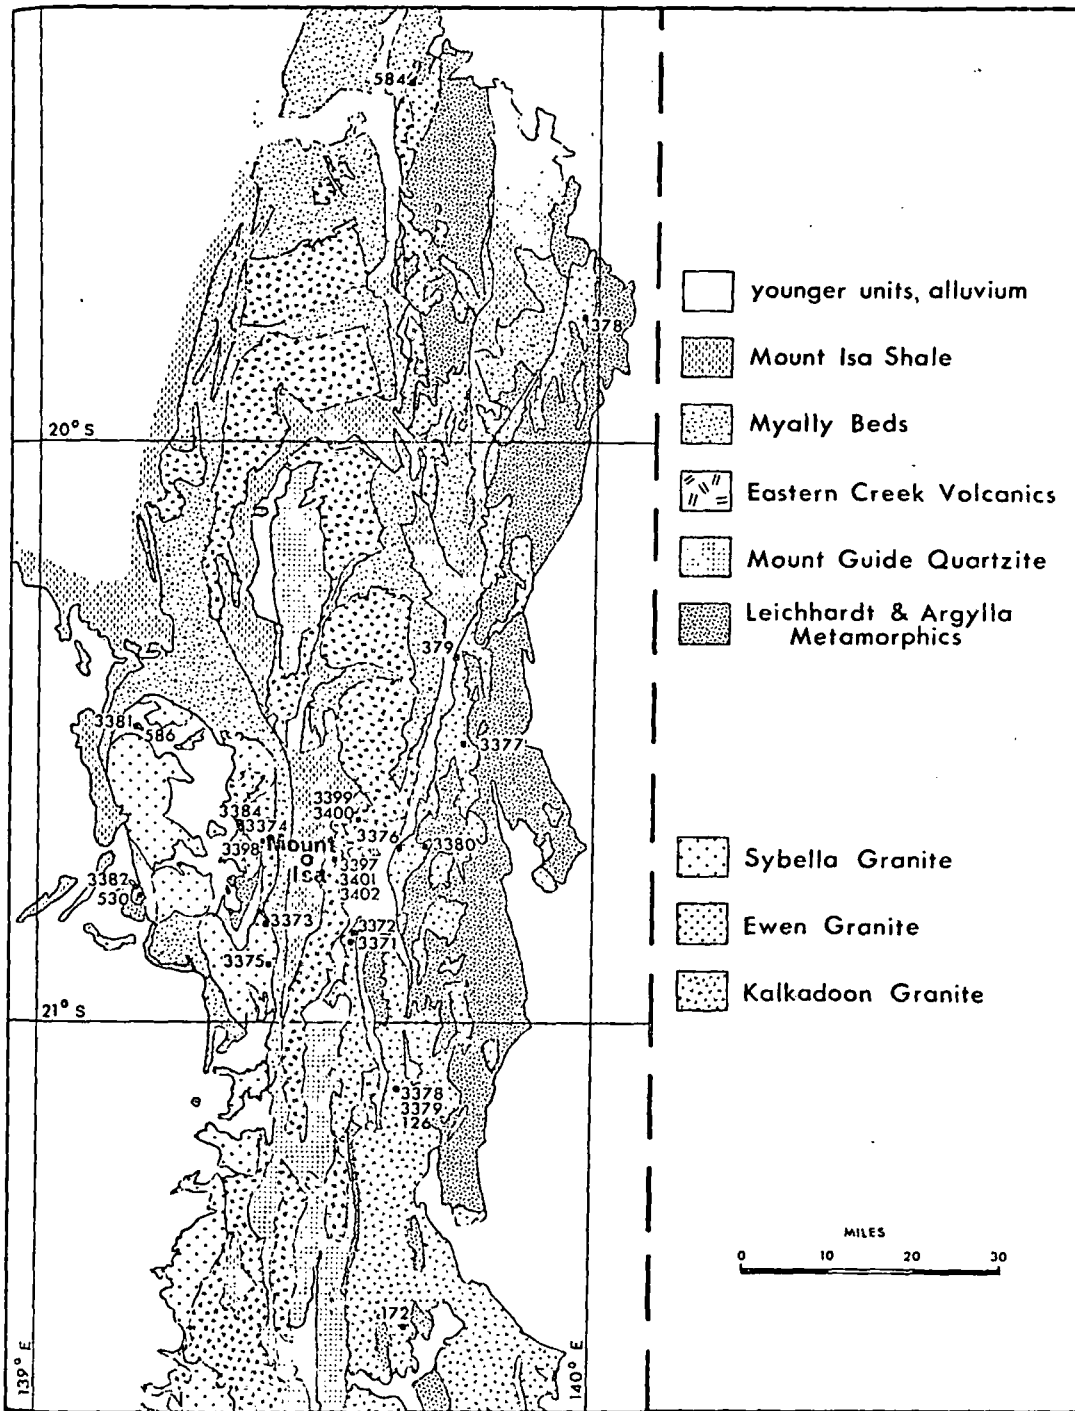 584
378
20° S
379
3381
586
3377
3399
3400
3384
3374
3376
Mount
3398
3380
Isa
3397
3401
3402
3382
530
3373
3372
3371
3375
21° S
3378
3379
126
172
139° E
140° E
younger units, alluvium
Mount Isa Shale
Myally Beds
Eastern Creek Volcanics
Mount Guide Quartzite
Leichhardt & Argylla
Metamorphics
Sybella Granite
Ewen Granite
Kalkadoon Granite
MILES
0 10 20 30